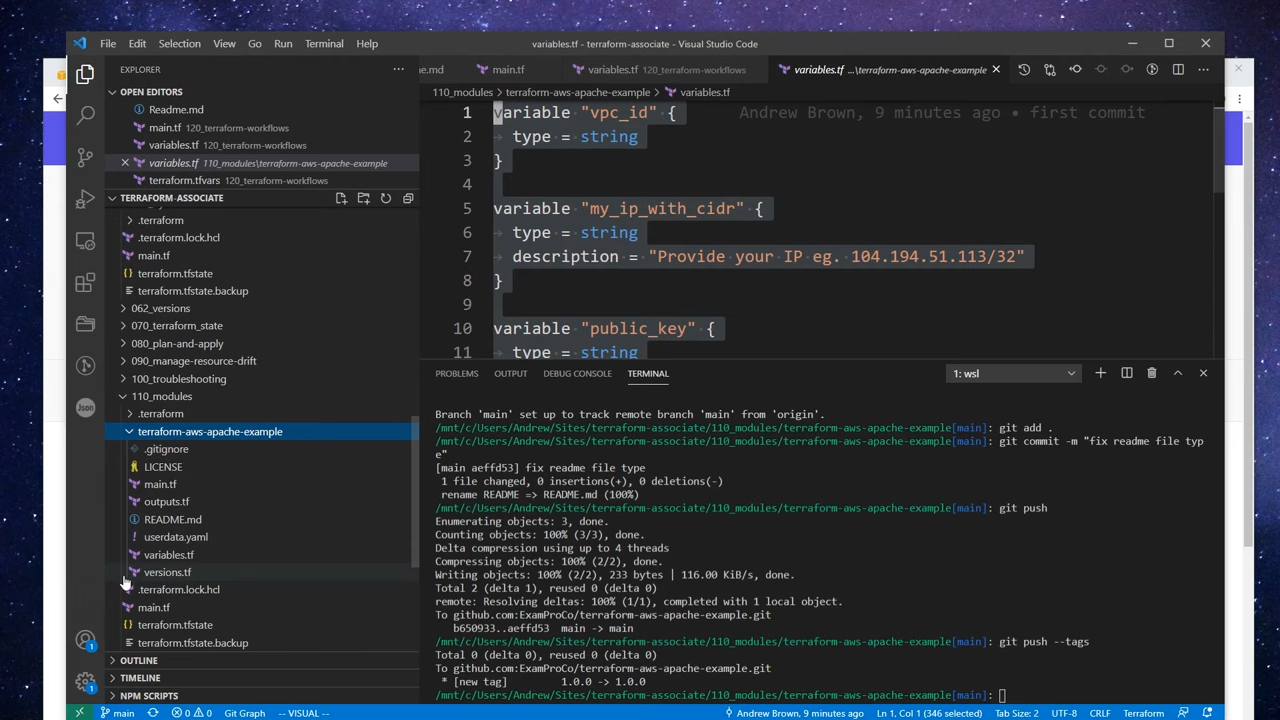 File Edit Selection View Go Run Terminal Help
variables.tf - terraform-associate - Visual Studio Code
EXPLORER
OPEN EDITORS
Readme.md
main.tf 120_terraform-workflows
variables.tf 120_terraform-workflows
variables.tf 110_modules\terraform-aws-apache-example
terraform.tfvars 120_terraform-workflows
TERRAFORM-ASSOCIATE
.terraform
.terraform.lock.hcl
main.tf
terraform.tfstate
terraform.tfstate.backup
062_versions
070_terraform_state
080_plan-and-apply
090_manage-resource-drift
100_troubleshooting
110_modules
.terraform
terraform-aws-apache-example
.gitignore
LICENSE
main.tf
outputs.tf
README.md
userdata.yaml
variables.tf
versions.tf
.terraform.lock.hcl
main.tf
terraform.tfstate
terraform.tfstate.backup
OUTLINE
TIMELINE
NPM SCRIPTS
Json
1
1
me.md main.tf variables.tf 120_terraform-workflows variables.tf ...\terraform-aws-apache-example
110_modules > terraform-aws-apache-example > variables.tf
1 variable "vpc_id" { Andrew Brown, 9 minutes ago • first commit
2 type = string
3 }
4
5 variable "my_ip_with_cidr" {
6 type = string
7 description = "Provide your IP eg. 104.194.51.113/32"
8 }
9
10 variable "public_key" {
11 type = string
PROBLEMS OUTPUT DEBUG CONSOLE TERMINAL 1: wsl
Branch 'main' set up to track remote branch 'main' from 'origin'.
/mnt/c/Users/Andrew/Sites/terraform-associate/110_modules/terraform-aws-apache-example[main]: git add .
/mnt/c/Users/Andrew/Sites/terraform-associate/110_modules/terraform-aws-apache-example[main]: git commit -m "fix readme file typ
e"
[main aeffd53] fix readme file type
1 file changed, 0 insertions(+), 0 deletions(-)
rename README => README.md (100%)
/mnt/c/Users/Andrew/Sites/terraform-associate/110_modules/terraform-aws-apache-example[main]: git push
Enumerating objects: 3, done.
Counting objects: 100% (3/3), done.
Delta compression using up to 4 threads
Compressing objects: 100% (2/2), done.
Writing objects: 100% (2/2), 233 bytes | 116.00 KiB/s, done.
Total 2 (delta 1), reused 0 (delta 0)
remote: Resolving deltas: 100% (1/1), completed with 1 local object.
To github.com:ExamProCo/terraform-aws-apache-example.git
b650933..aeffd53 main -> main
/mnt/c/Users/Andrew/Sites/terraform-associate/110_modules/terraform-aws-apache-example[main]: git push --tags
Total 0 (delta 0), reused 0 (delta 0)
To github.com:ExamProCo/terraform-aws-apache-example.git
* [new tag] 1.0.0 -> 1.0.0
/mnt/c/Users/Andrew/Sites/terraform-associate/110_modules/terraform-aws-apache-example[main]:
main 0 0 Git Graph -- VISUAL -- Andrew Brown, 9 minutes ago Ln 1, Col 1 (346 selected) Tab Size: 2 UTF-8 CRLF Terraform